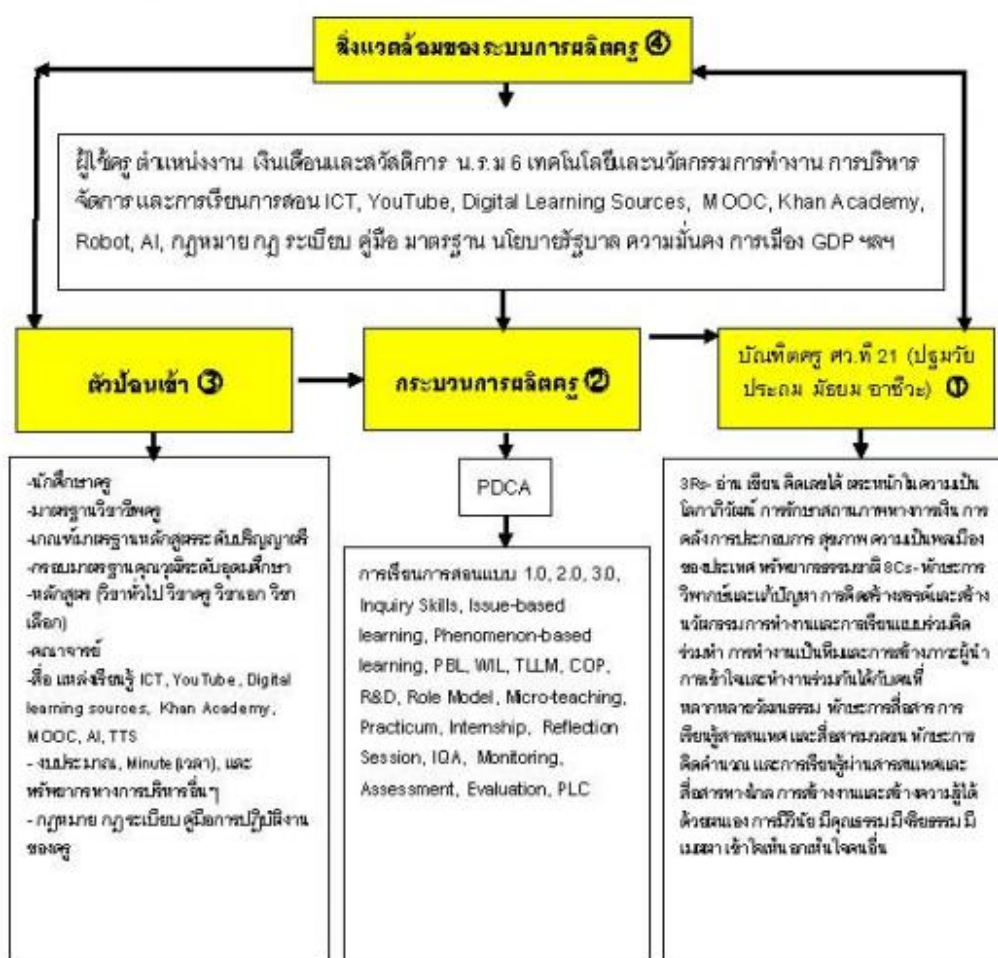 สิ่งแวดล้อมของระบบการผลิตครู ④
ผู้ใช้ครู ตำแหน่งงาน เงินเดือนและสวัสดิการ น.ร.ม 6 เทคโนโลยีและนวัตกรรมการทำงาน การบริหาร
จัดการ และการเรียนการสอน ICT, YouTube, Digital Learning Sources, MOOC, Khan Academy,
Robot, AI, กฎหมาย กฎ ระเบียบ คู่มือ มาตรฐาน นโยบายรัฐบาล ความมั่นคง การเมือง GDP ฯลฯ
ตัวป้อนเข้า ③
กระบวนการผลิตครู ②
บัณฑิตครู ศว.ที่ 21 (ปฐมวัย
ประถม มัธยม อาชีวะ) ①
-นักศึกษาครู
-มาตรฐานวิชาชีพครู
-เกณฑ์มาตรฐานหลักสูตรระดับปริญญาตรี
-กรอบมาตรฐานคุณวุฒิระดับอุดมศึกษา
-หลักสูตร (วิชาทั่วไป วิชาครู วิชาเอก วิชา
เลือก)
-คณาจารย์
-สื่อ แหล่งเรียนรู้ ICT, YouTube, Digital
learning sources, Khan Academy,
MOOC, AI, TTS
- งบประมาณ, Minute (เวลา), และ
ทรัพยากรทางการบริหารอื่นๆ
- กฎหมาย กฎ ระเบียบ คู่มือการปฏิบัติงาน
ของครู
PDCA
การเรียนการสอนแบบ 1.0, 2.0, 3.0,
Inquiry Skills, Issue-based
learning, Phenomenon-based
learning, PBL, WIL, TLLM, COP,
R&D, Role Model, Micro-teaching,
Practicum, Internship, Reflection
Session, IQA, Monitoring,
Assessment, Evaluation, PLC
3Rs- อ่าน เขียน คิดเลขได้ ตระหนักในความเป็น
โลกาภิวัฒน์ การรักษาสถานภาพทางการเงิน การ
คลัง การประกอบการ สุขภาพ ความเป็นพลเมือง
ของประเทศ ทรัพยากรธรรมชาติ 8Cs- ทักษะการ
วิพากษ์และแก้ปัญหา การคิดสร้างสรรค์และสร้าง
นวัตกรรม การทำงานและการเรียนแบบร่วมคิด
ร่วมทำ การทำงานเป็นทีมและการสร้างภาวะผู้นำ
การเข้าใจและทำงานร่วมกันได้กับคนที่
หลากหลายวัฒนธรรม ทักษะการสื่อสาร การ
เรียนรู้สารสนเทศ และสื่อสารมวลชน ทักษะการ
คิดคำนวณ และการเรียนรู้ผ่านสารสนเทศและ
สื่อสารทางไกล การสร้างงานและสร้างความรู้ได้
ด้วยตนเอง การมีวินัย มีคุณธรรม มีจริยธรรม มี
เมตตา เข้าใจเห็นอกเห็นใจคนอื่น